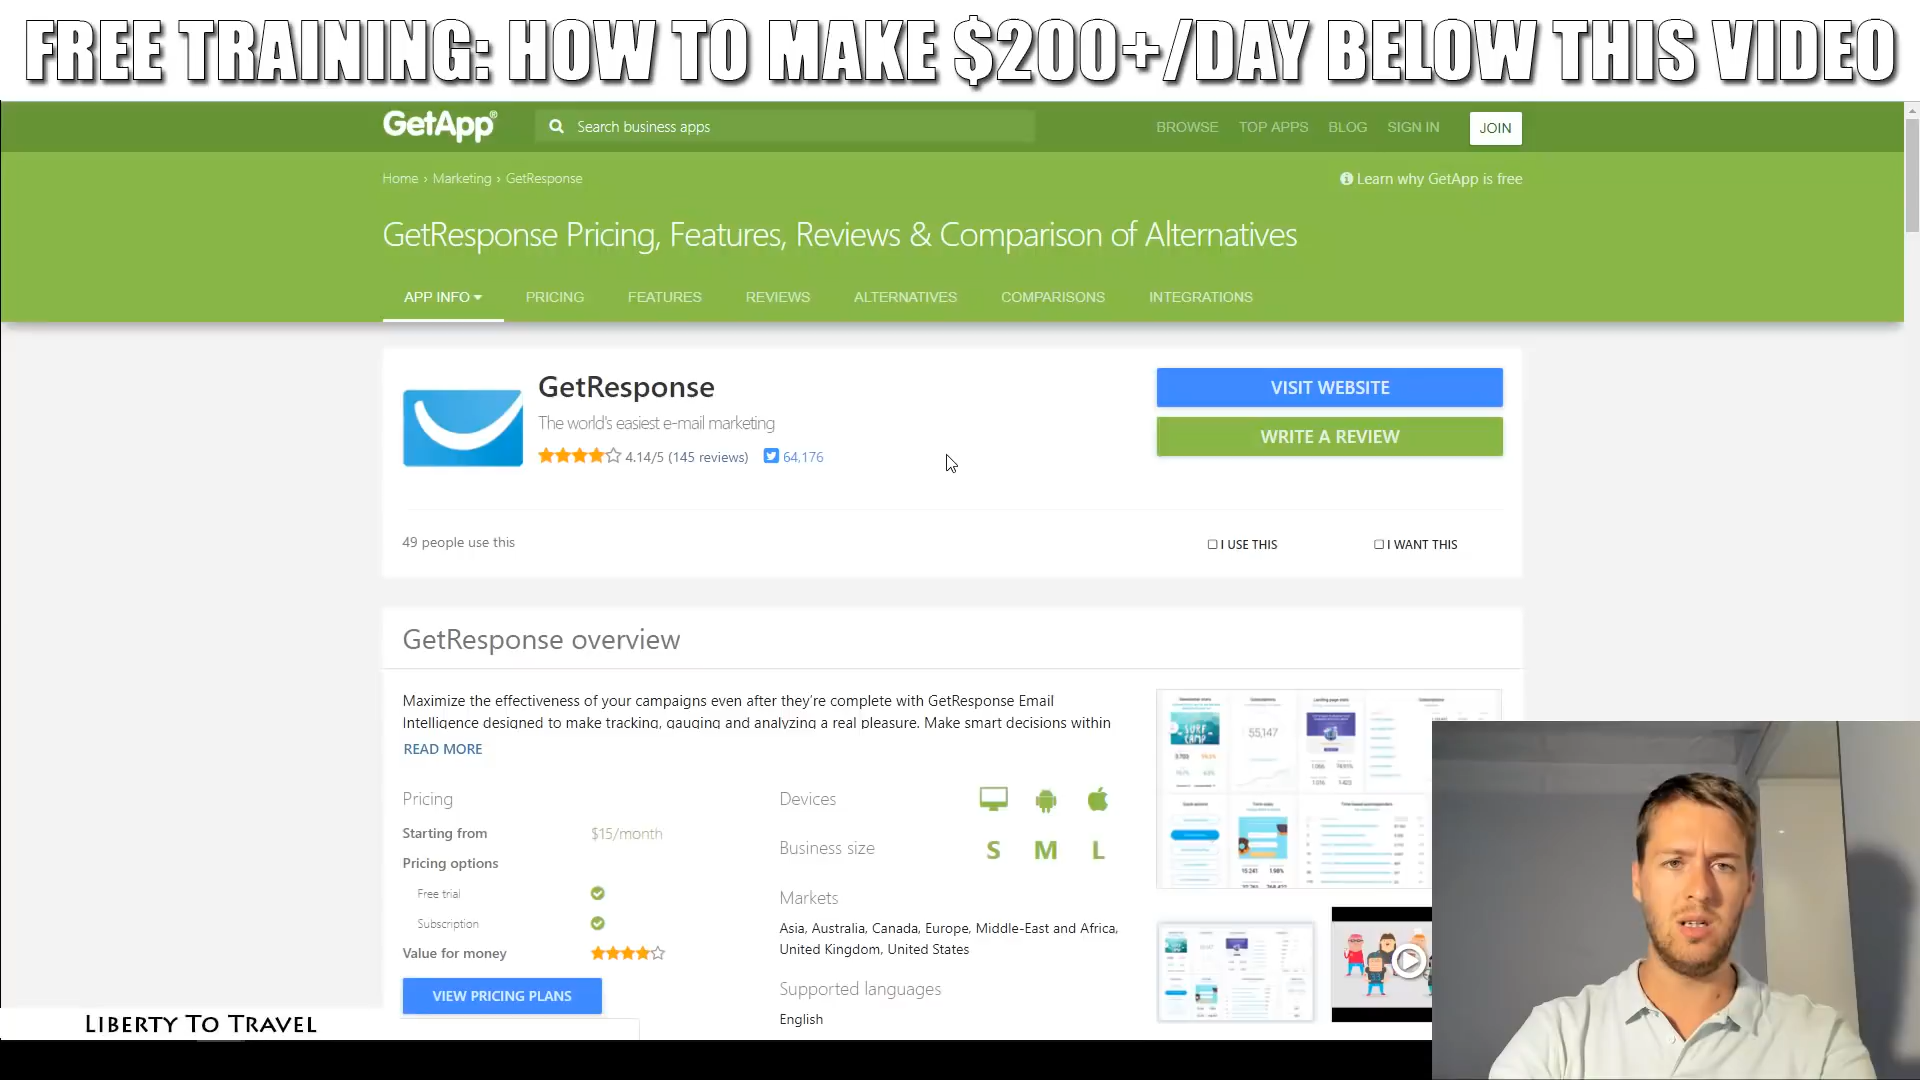 FREE TRAINING: HOW TO MAKE $200+/DAY BELOW THIS VIDEO
GetApp®
Search business apps
BROWSE TOP APPS BLOG SIGN IN JOIN
Home › Marketing › GetResponse
Learn why GetApp is free
GetResponse Pricing, Features, Reviews & Comparison of Alternatives
APP INFO PRICING FEATURES REVIEWS ALTERNATIVES COMPARISONS INTEGRATIONS
GetResponse
The world's easiest e-mail marketing
4.14/5 (145 reviews) 64,176
VISIT WEBSITE
WRITE A REVIEW
49 people use this
I USE THIS I WANT THIS
GetResponse overview
Maximize the effectiveness of your campaigns even after they're complete with GetResponse Email
Intelligence designed to make tracking, gauging and analyzing a real pleasure. Make smart decisions within
READ MORE
Pricing
Starting from $15/month
Pricing options
Free trial
Subscription
Value for money
VIEW PRICING PLANS
Devices
Business size S M L
Markets
Asia, Australia, Canada, Europe, Middle-East and Africa,
United Kingdom, United States
Supported languages
English
SURF
CAMP
55,147
LIBERTY TO TRAVEL